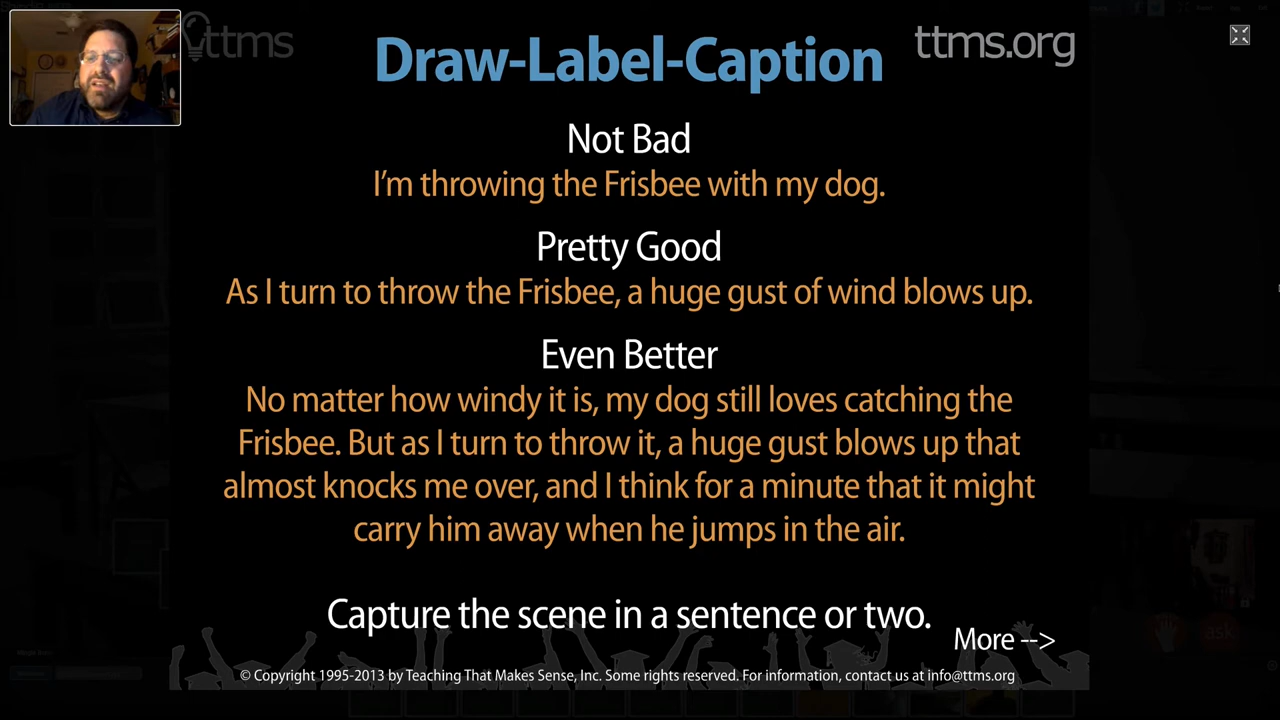 ttms
ttms.org
Draw-Label-Caption
Not Bad
I'm throwing the Frisbee with my dog.
Pretty Good
As I turn to throw the Frisbee, a huge gust of wind blows up.
Even Better
No matter how windy it is, my dog still loves catching the
Frisbee. But as I turn to throw it, a huge gust blows up that
almost knocks me over, and I think for a minute that it might
carry him away when he jumps in the air.
Capture the scene in a sentence or two.
More -->
ask
© Copyright 1995-2013 by Teaching That Makes Sense, Inc. Some rights reserved. For information, contact us at info@ttms.org